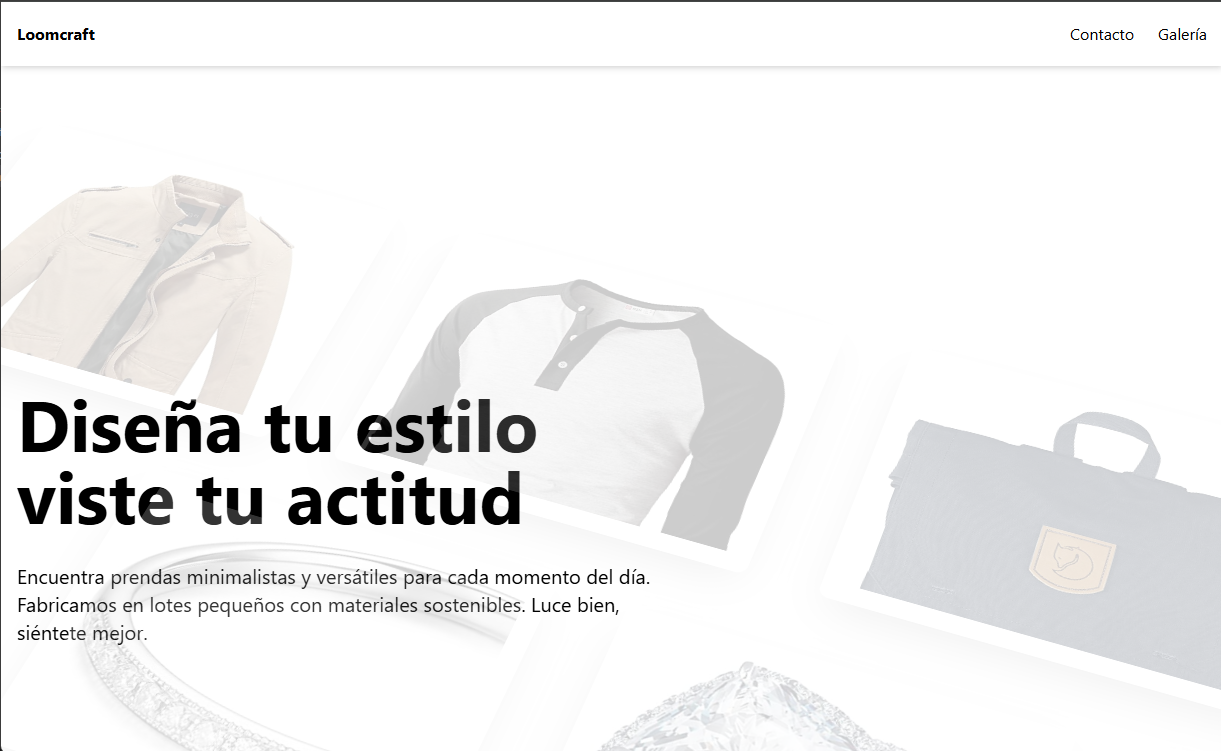 Loomcraft
Contacto Galería
Diseña tu estilo
viste tu actitud
Encuentra prendas minimalistas y versátiles para cada momento del día.
Fabricamos en lotes pequeños con materiales sostenibles. Luce bien,
siéntete mejor.